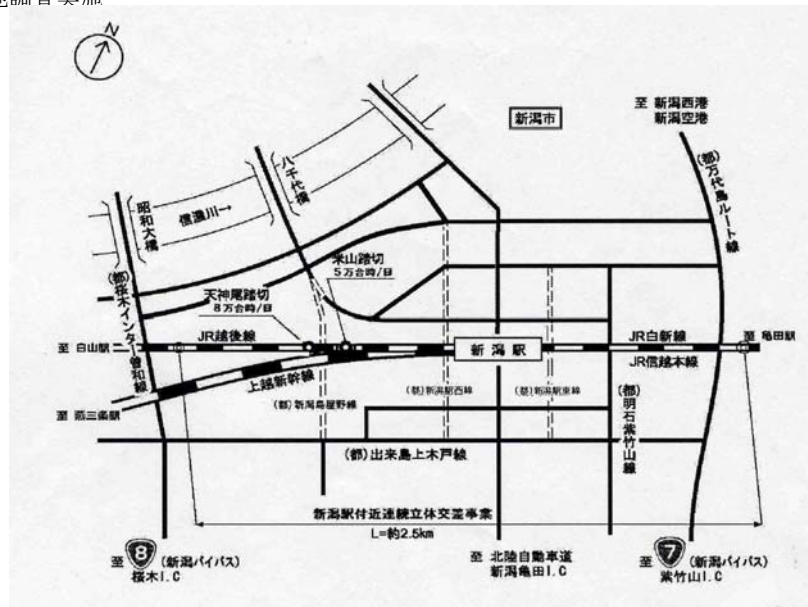 N
新潟市
至 新潟西港
新潟空港
(都)万代島ルート線
八千代橋
昭和大橋
信濃川→
米山踏切
5万台時/日
天神尾踏切
8万台時/日
(都)桜木インター曽和線
至 白山駅
JR越後線
新潟駅
JR白新線
至 亀田駅
JR信越本線
上越新幹線
至 燕三条駅
(都)新潟鳥屋野線
(都)新潟駅西線
(都)新潟駅東線
(都)明石紫竹山線
(都)出来島上木戸線
新潟駅付近連続立体交差事業
L=約2.5km
至 8 (新潟バイパス)
桜木I.C
至 北陸自動車道
新潟亀田I.C
至 7 (新潟バイパス)
紫竹山I.C